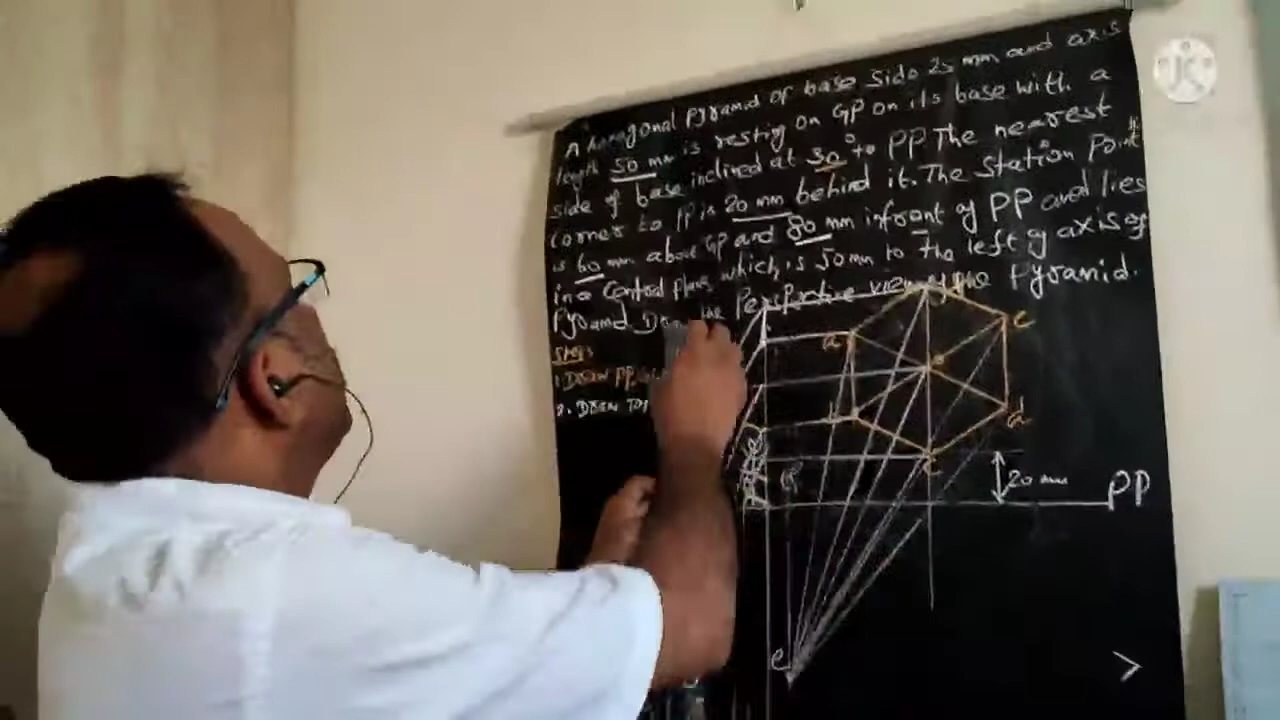 A hexagonal pyramid of base side 25 mm and axis
length 50 mm is resting on GP on its base with a
side of base inclined at 30° to PP. The nearest
corner to PP is 20 mm behind it. The Station Point
is 60 mm above GP and 80 mm infront of PP and lies
in a Central plane which is 50 mm to the left of axis of
Pyramid. Draw the Perspective view of the Pyramid.
Steps
1. Draw PP,
2. Draw Top
a
c
o
b
d
e
20 mm
PP
e